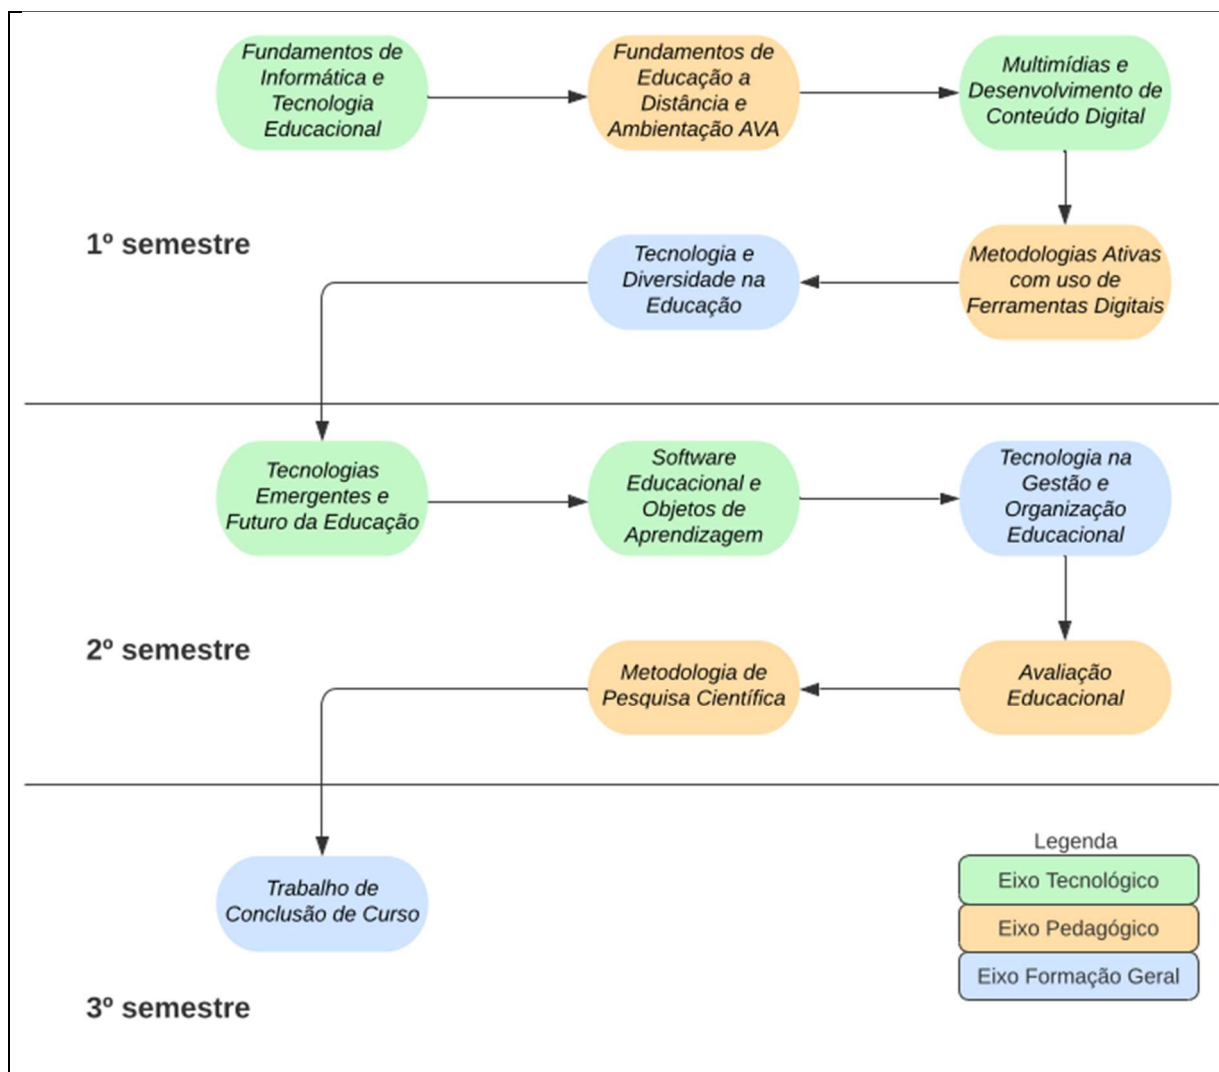 Fundamentos de
Informática e
Tecnologia
Educacional
Fundamentos de
Educação a
Distância e
Ambientação AVA
Multimídias e
Desenvolvimento de
Conteúdo Digital
1º semestre
Tecnologia e
Diversidade na
Educação
Metodologias Ativas
com uso de
Ferramentas Digitais
Tecnologias
Emergentes e
Futuro da Educação
Software
Educacional e
Objetos de
Aprendizagem
Tecnologia na
Gestão e
Organização
Educacional
2º semestre
Metodologia de
Pesquisa Científica
Avaliação
Educacional
Trabalho de
Conclusão de Curso
3º semestre
Legenda
Eixo Tecnológico
Eixo Pedagógico
Eixo Formação Geral